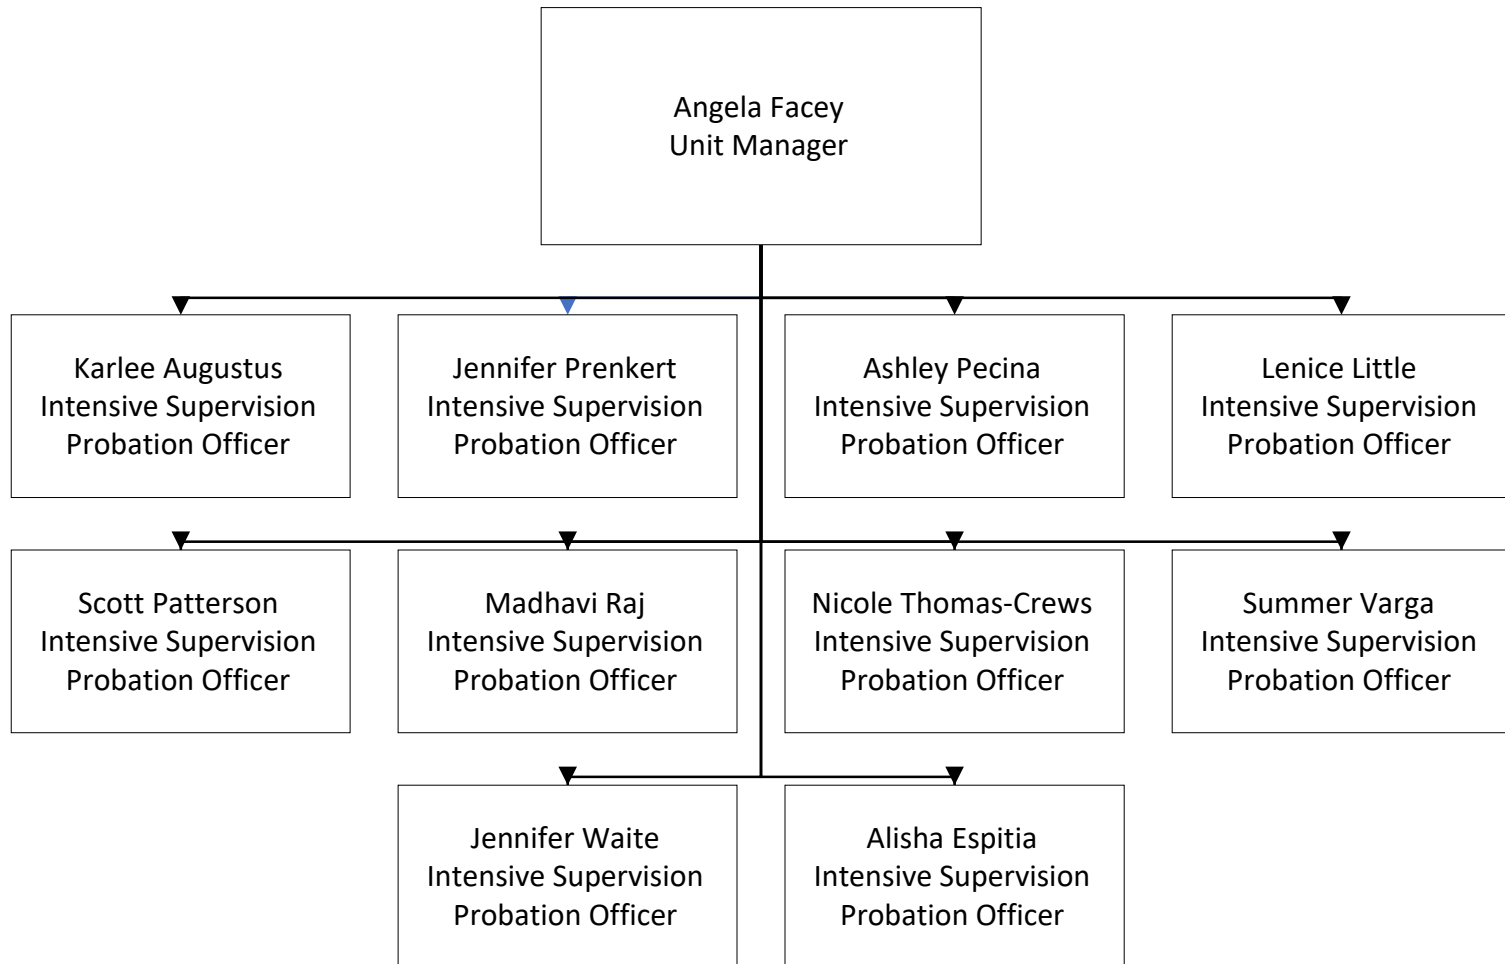 Angela Facey
Unit Manager
Karlee Augustus
Intensive Supervision
Probation Officer
Jennifer Prenkert
Intensive Supervision
Probation Officer
Ashley Pecina
Intensive Supervision
Probation Officer
Lenice Little
Intensive Supervision
Probation Officer
Scott Patterson
Intensive Supervision
Probation Officer
Madhavi Raj
Intensive Supervision
Probation Officer
Nicole Thomas-Crews
Intensive Supervision
Probation Officer
Summer Varga
Intensive Supervision
Probation Officer
Jennifer Waite
Intensive Supervision
Probation Officer
Alisha Espitia
Intensive Supervision
Probation Officer